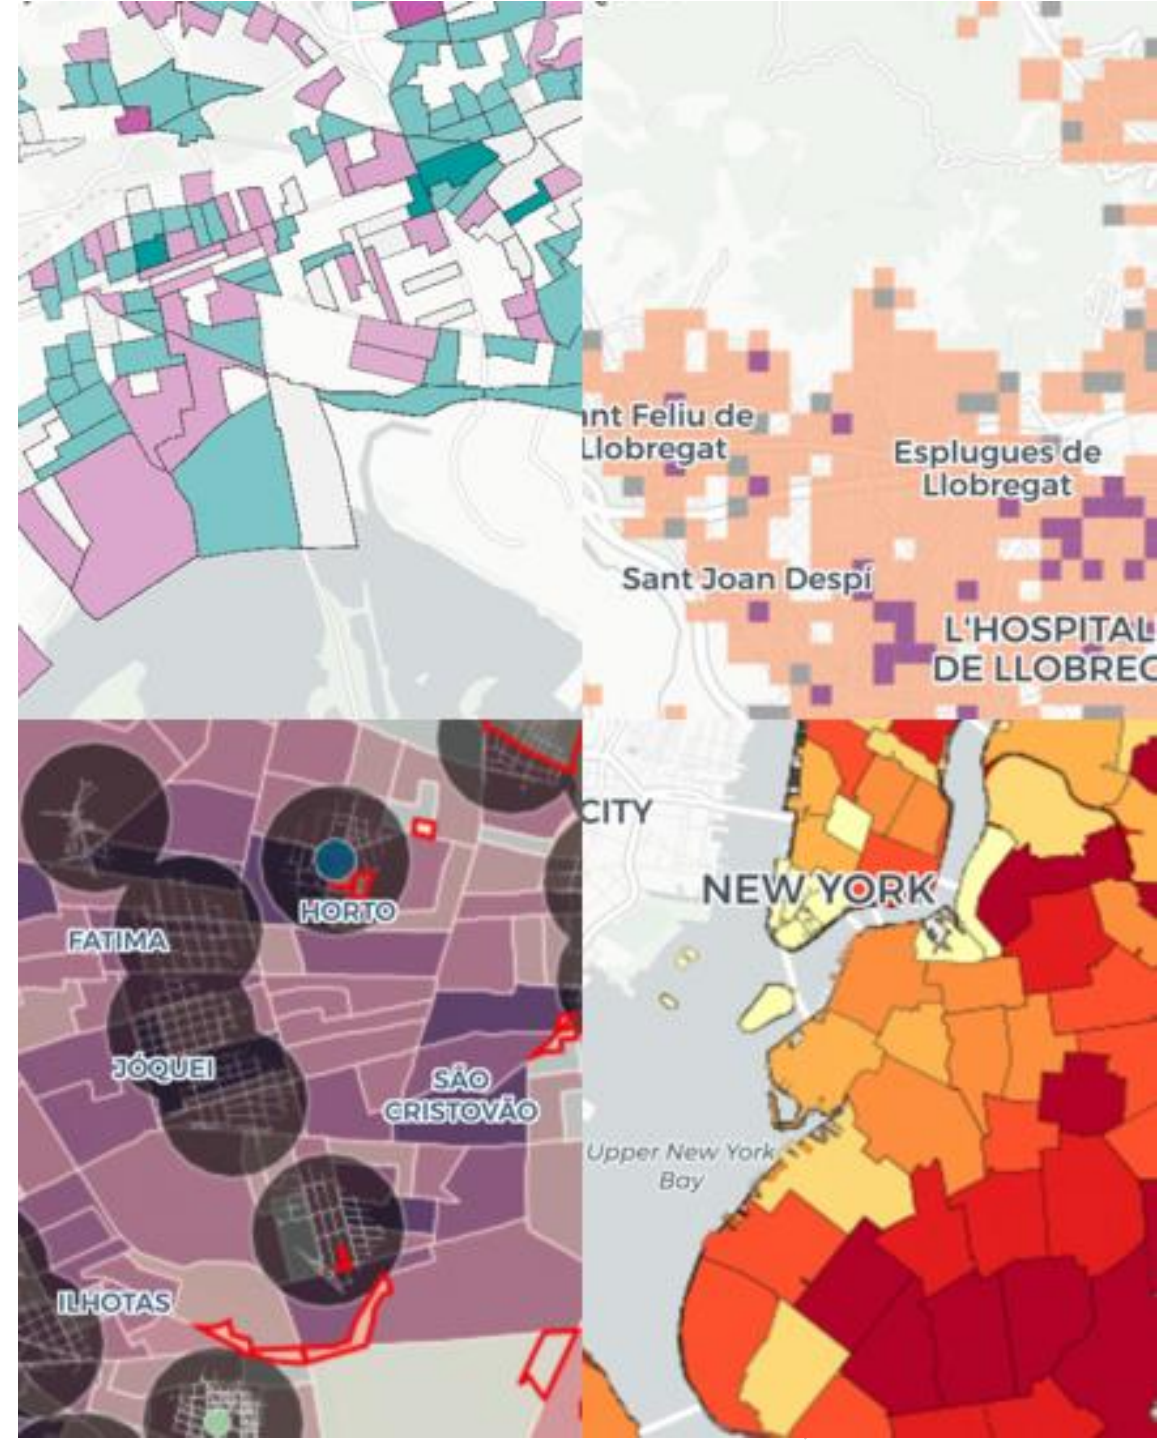 ant Feliu de
Llobregat
Esplugues de
Llobregat
Sant Joan Despí
L'HOSPITAL
DE LLOBREG
HORTO
FATIMA
JÓQUEI
SÃO
CRISTOVÃO
ILHOTAS
CITY
NEW YORK
Upper New York
Bay